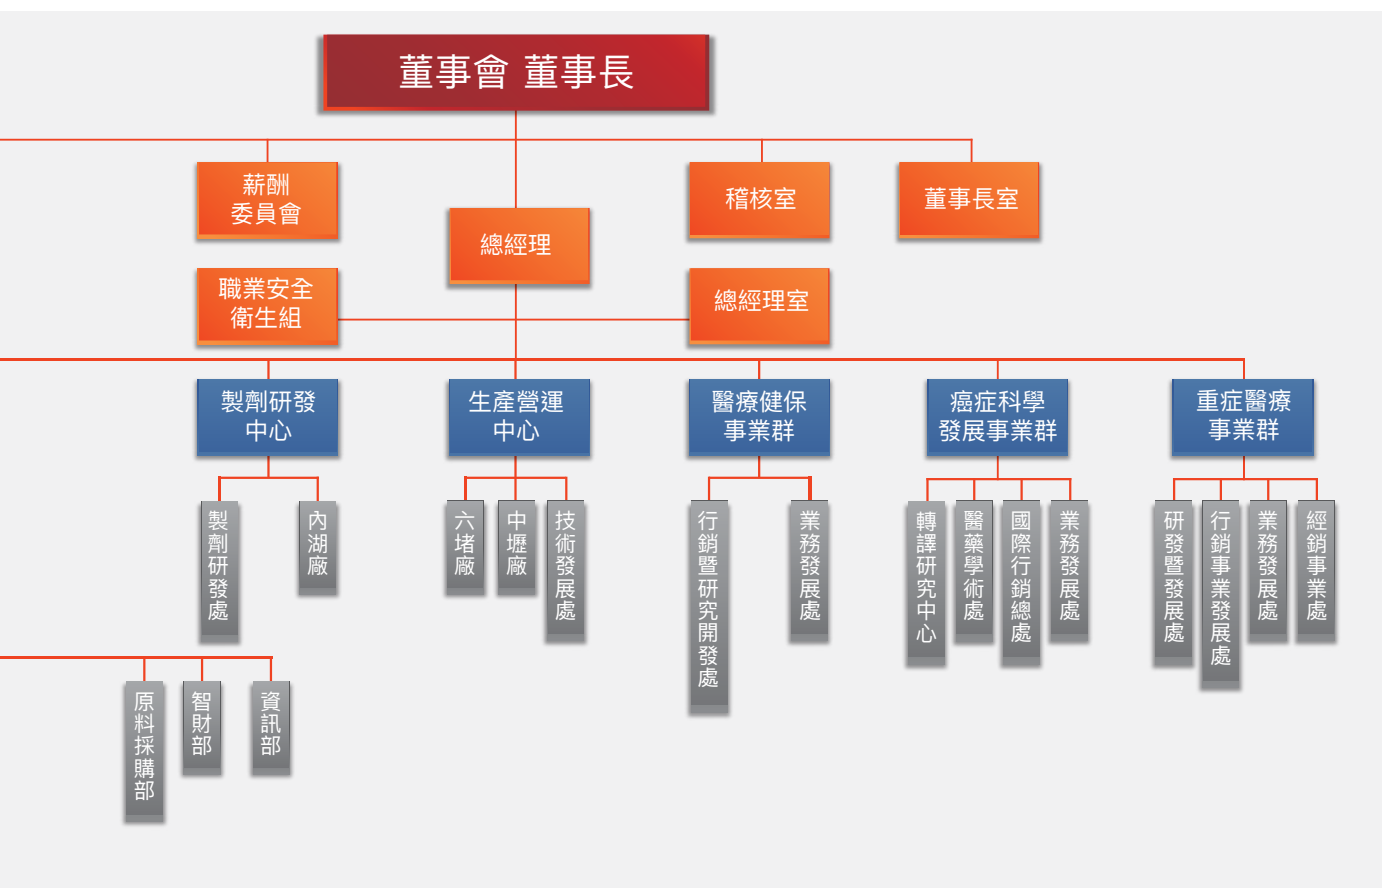 董事會 董事長
薪酬
委員會
稽核室
董事長室
總經理
職業安全
衛生組
總經理室
製劑研發
中心
生產營運
中心
醫療健保
事業群
癌症科學
發展事業群
重症醫療
事業群
製劑研發處
內湖廠
六堵廠
中壢廠
技術發展處
行銷暨研究開發處
業務發展處
轉譯研究中心
醫藥學術處
國際行銷總處
業務發展處
研發暨發展處
行銷事業發展處
業務發展處
經銷事業處
原料採購部
智財部
資訊部